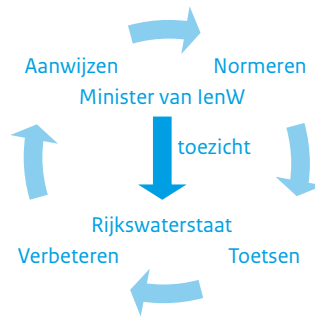 Aanwijzen Normeren
Minister van IenW
toezicht
Rijkswaterstaat
Verbeteren Toetsen